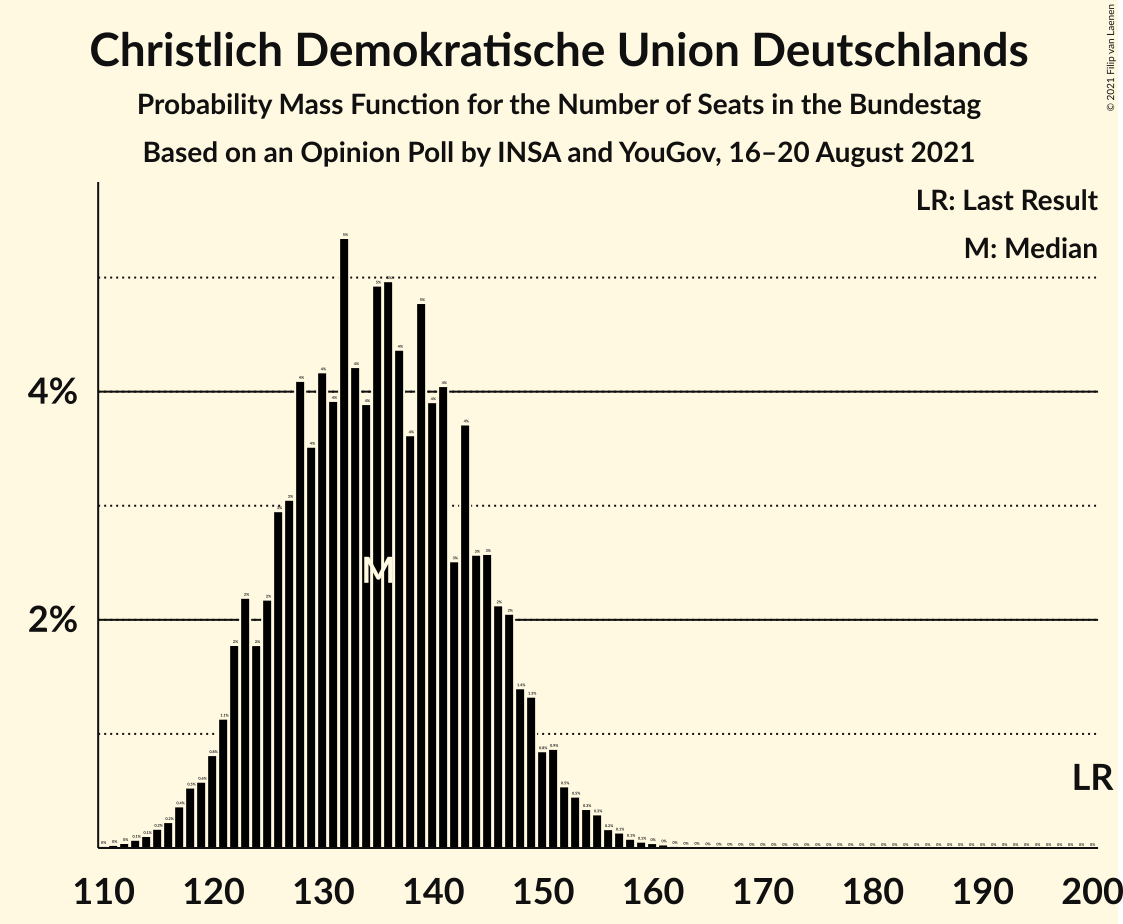 Christlich Demokratische Union Deutschlands
Probability Mass Function for the Number of Seats in the Bundestag
Based on an Opinion Poll by INSA and YouGov, 16–20 August 2021
© 2021 Filip van Laenen
LR: Last Result
M: Median
4%
2%
M
LR
110 120 130 140 150 160 170 180 190 200